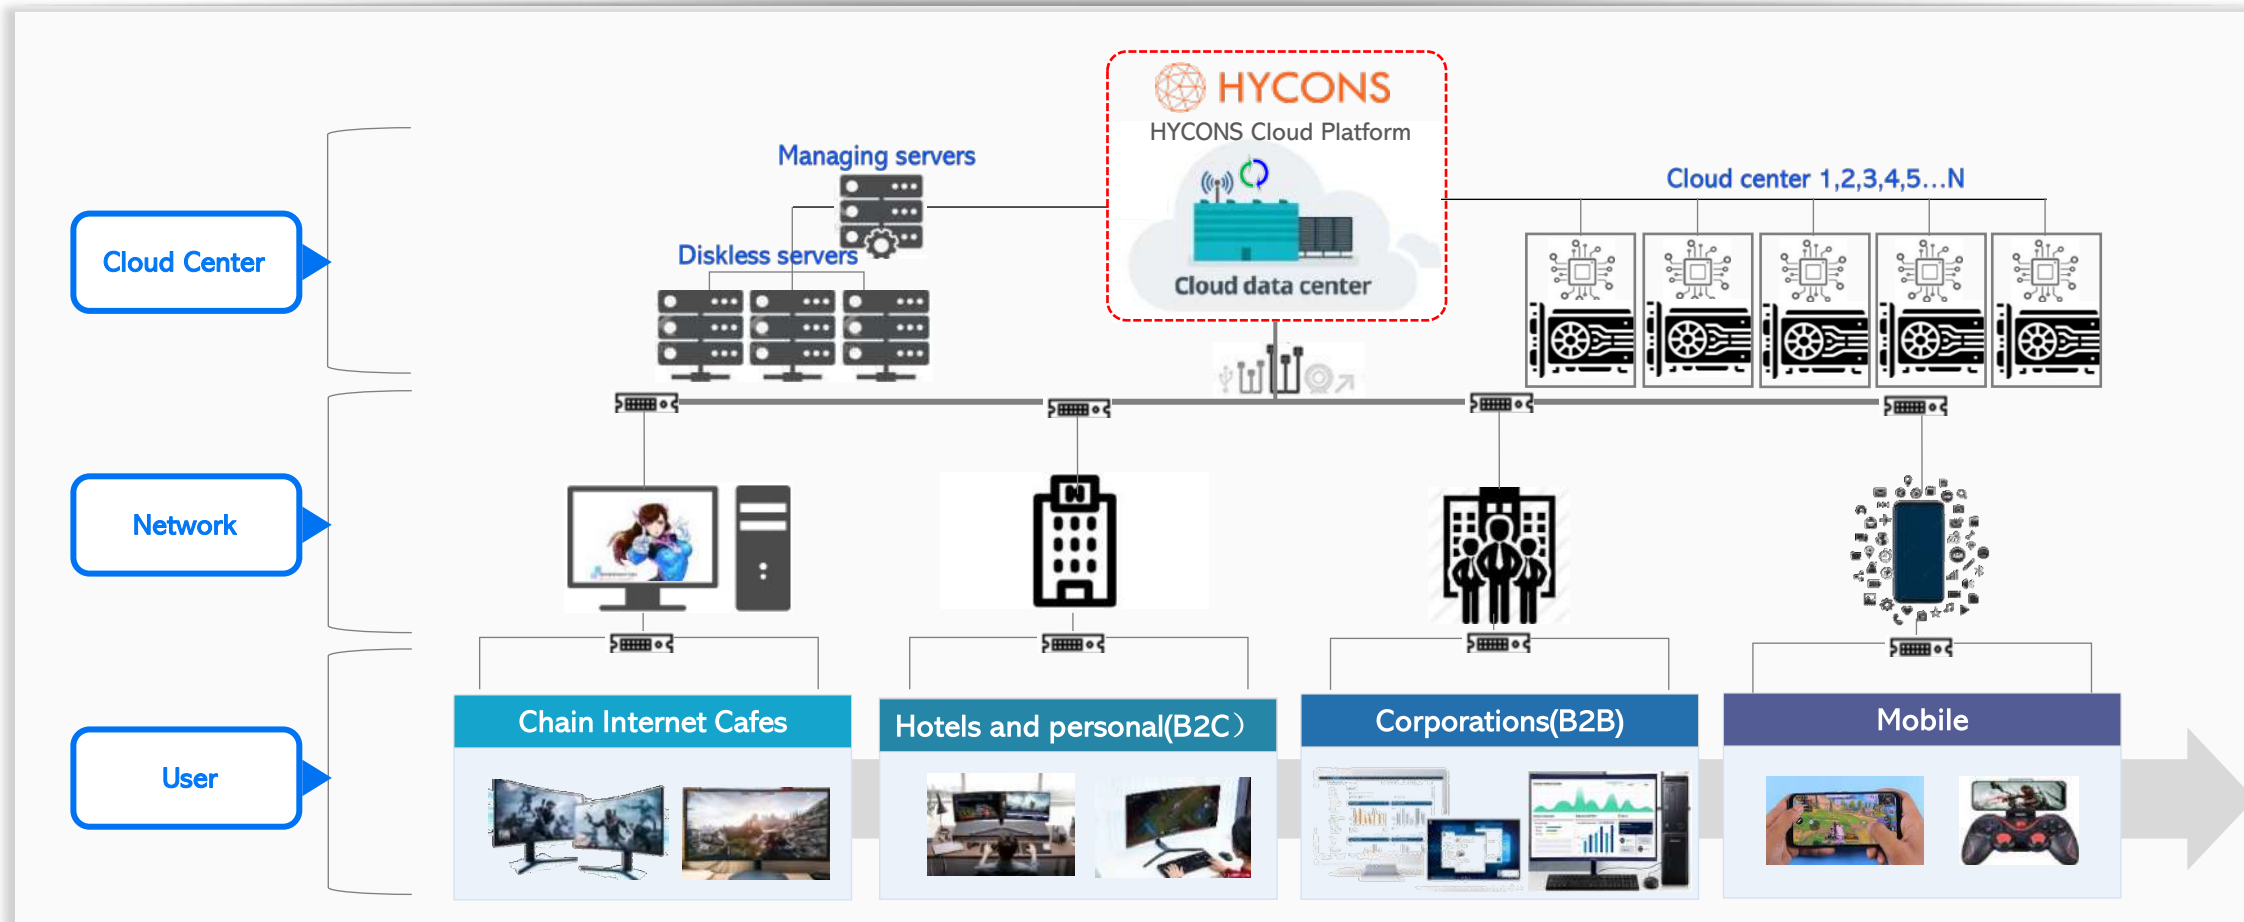 HYCONS
HYCONS Cloud Platform
Managing servers
Cloud center 1,2,3,4,5...N
Cloud Center
Diskless servers
Cloud data center
Network
Chain Internet Cafes
Hotels and personal(B2C）
Corporations(B2B)
Mobile
User